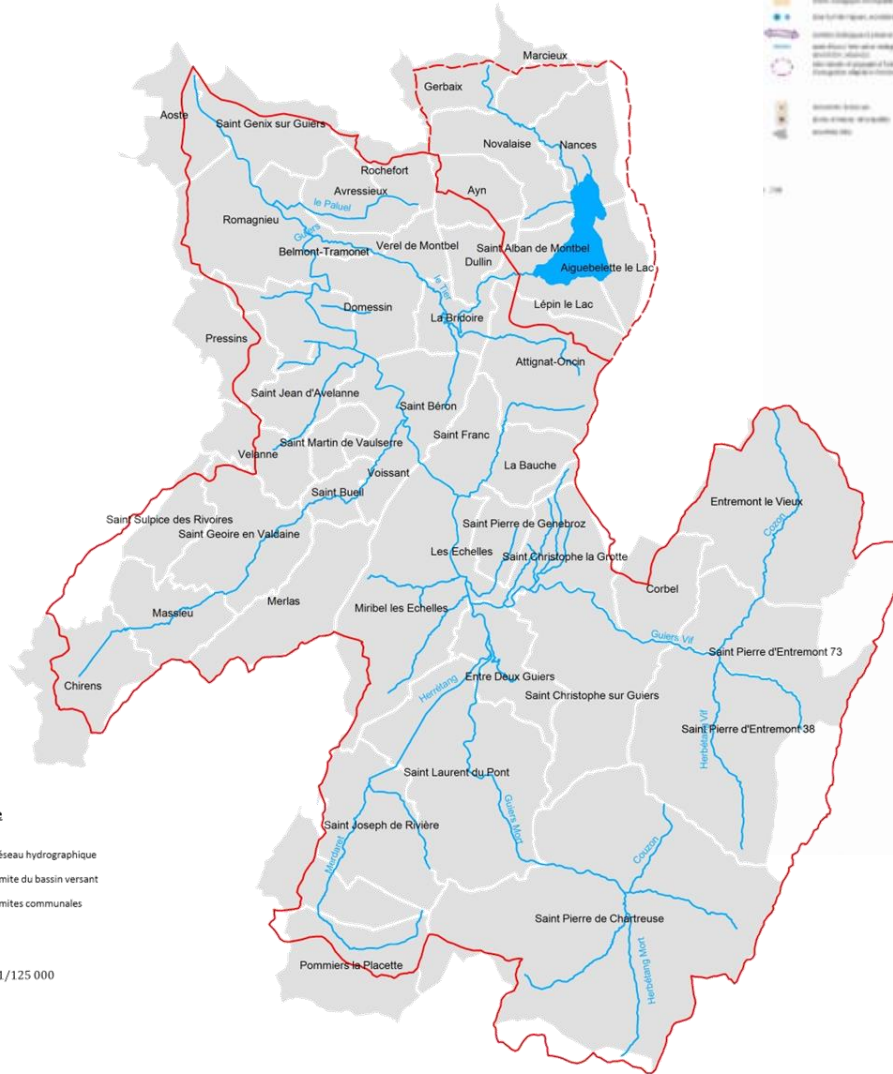 Marcieux
Gerbaix
Aoste
Saint Genix sur Guiers
Novalaise
Nances
Rochefort
Avressieux
Ayn
le Paluel
Romagnieu
Guiers
Belmont-Tramonet
Verel de Montbel
Saint Alban de Montbel
Dullin
Aiguebelette le Lac
le Tier
Domessin
Lépin le Lac
La Bridoire
Pressins
Attignat-Oncin
Saint Jean d'Avelanne
Saint Béron
Saint Franc
Saint Martin de Vaulserre
Velanne
La Bauche
Voissant
Saint Bueil
Entremont le Vieux
Cozon
Saint Sulpice des Rivoires
Saint Pierre de Genebroz
Saint Geoire en Valdaine
Les Echelles
Saint Christophe la Grotte
Corbel
Merlas
Miribel les Echelles
Massieu
Guiers Vif
Saint Pierre d'Entremont 73
Entre Deux Guiers
Chirens
Herrétang
Saint Christophe sur Guiers
Saint Pierre d'Entremont 38
Herbétang Vif
Saint Laurent du Pont
Guiers Mort
Saint Joseph de Rivière
Merdaret
Couzon
Saint Pierre de Chartreuse
Herbétang Mort
Pommiers la Placette
e
éseau hydrographique
mite du bassin versant
mites communales
1/125 000